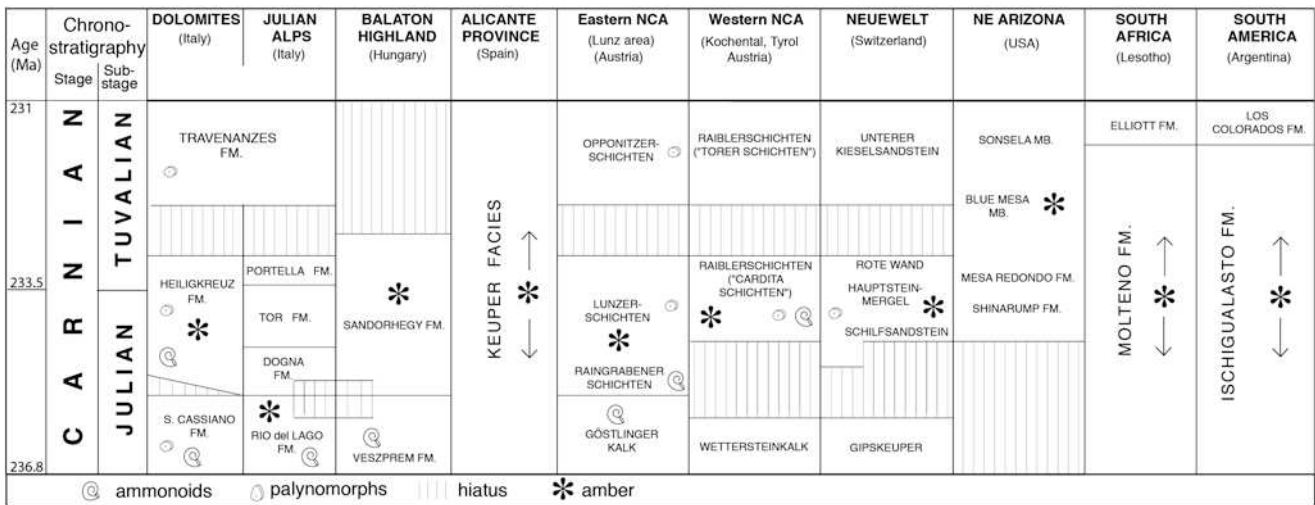 Age
(Ma)
Chrono-
stratigraphy
Stage
Sub-
stage
DOLOMITES
(Italy)
JULIAN
ALPS
(Italy)
BALATON
HIGHLAND
(Hungary)
ALICANTE
PROVINCE
(Spain)
Eastern NCA
(Lunz area)
(Austria)
Western NCA
(Kochental, Tyrol
Austria)
NEUEWELT
(Switzerland)
NE ARIZONA
(USA)
SOUTH
AFRICA
(Lesotho)
SOUTH
AMERICA
(Argentina)
231
233.5
236.8
CARNIAN
TUVALIAN
JULIAN
TRAVENANZES
FM.
HEILIGKREUZ
FM.
S. CASSIANO
FM.
PORTELLA FM.
TOR FM.
DOGNA
FM.
RIO del LAGO
FM.
SANDORHEGY FM.
VESZPREM FM.
KEUPER FACIES
OPPONITZER-
SCHICHTEN
LUNZER-
SCHICHTEN
RAINGRABENER
SCHICHTEN
GÖSTLINGER
KALK
RAIBLERSCHICHTEN
("TORER SCHICHTEN")
RAIBLERSCHICHTEN
("CARDITA
SCHICHTEN")
WETTERSTEINKALK
UNTERER
KIESELSANDSTEIN
ROTE WAND
HAUPTSTEIN-
MERGEL
SCHILFSANDSTEIN
GIPSKEUPER
SONSELA MB.
BLUE MESA
MB.
MESA REDONDO FM.
SHINARUMP FM.
ELLIOTT FM.
MOLTENO FM.
LOS
COLORADOS FM.
ISCHIGUALASTO FM.
ammonoids
palynomorphs
hiatus
amber